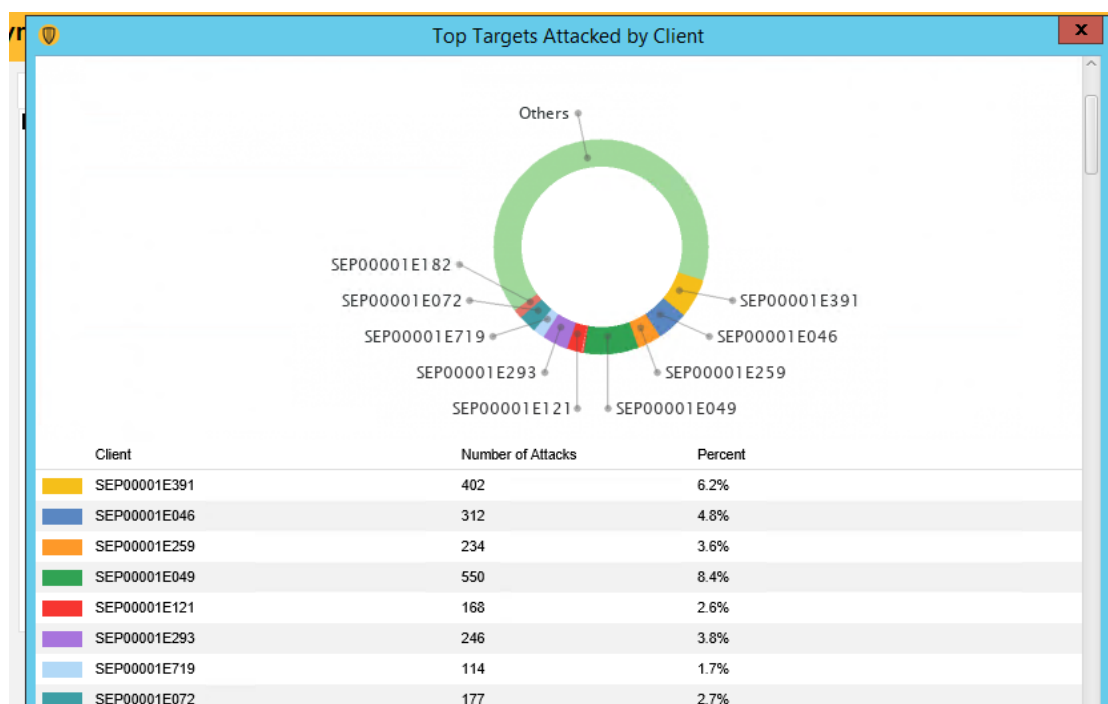 Top Targets Attacked by Client
x
Others
SEP00001E182
SEP00001E391
SEP00001E072
SEP00001E719
SEP00001E046
SEP00001E293
SEP00001E259
SEP00001E121
SEP00001E049
Client Number of Attacks Percent
SEP00001E391 402 6.2%
SEP00001E046 312 4.8%
SEP00001E259 234 3.6%
SEP00001E049 550 8.4%
SEP00001E121 168 2.6%
SEP00001E293 246 3.8%
SEP00001E719 114 1.7%
SEP00001E072 177 2.7%